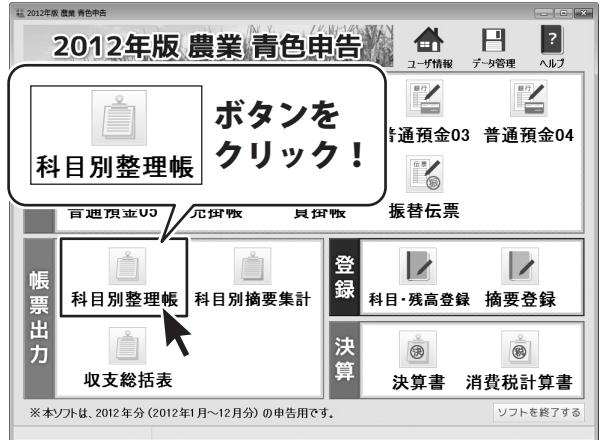 2012年版 農業 青色申告
2012年版 農業 青色申告
ユーザ情報
データ管理
ヘルプ
科目別整理帳
ボタンを
クリック！
銀行
銀行
普通預金03
普通預金04
伝票
普通預金05
売掛帳
買掛帳
振替伝票
帳票出力
科目別整理帳
科目別摘要集計
収支総括表
登録
科目・残高登録
摘要登録
決算
決
決算書
消費税計算書
※本ソフトは、2012年分（2012年1月～12月分）の申告用です。
ソフトを終了する